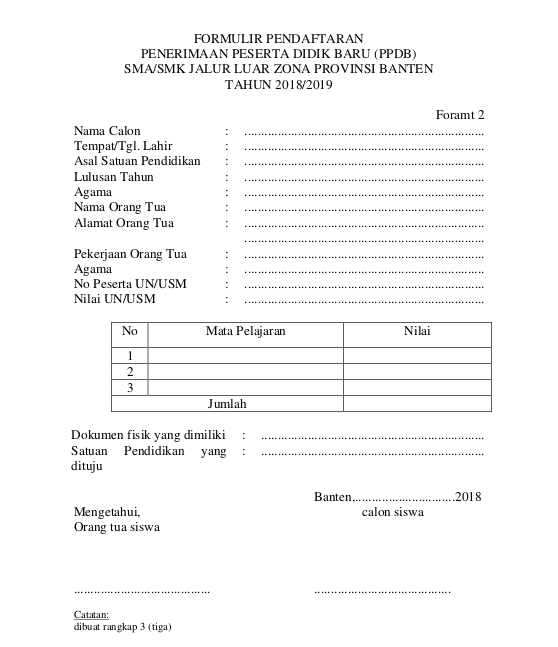 FORMULIR PENDAFTARAN
PENERIMAAN PESERTA DIDIK BARU (PPDB)
SMA/SMK JALUR LUAR ZONA PROVINSI BANTEN
TAHUN 2018/2019
Foramt 2
Nama Calon : ........................................................................
Tempat/Tgl. Lahir : ........................................................................
Asal Satuan Pendidikan : ........................................................................
Lulusan Tahun : ........................................................................
Agama : ........................................................................
Nama Orang Tua : ........................................................................
Alamat Orang Tua : ........................................................................
........................................................................
Pekerjaan Orang Tua : ........................................................................
Agama : ........................................................................
No Peserta UN/USM : ........................................................................
Nilai UN/USM : ........................................................................
No Mata Pelajaran Nilai
1
2
3
Jumlah
Dokumen fisik yang dimiliki : ...................................................................
Satuan Pendidikan yang : ...................................................................
dituju
Banten,..............................2018
Mengetahui, calon siswa
Orang tua siswa
......................................... .........................................
Catatan:
dibuat rangkap 3 (tiga)